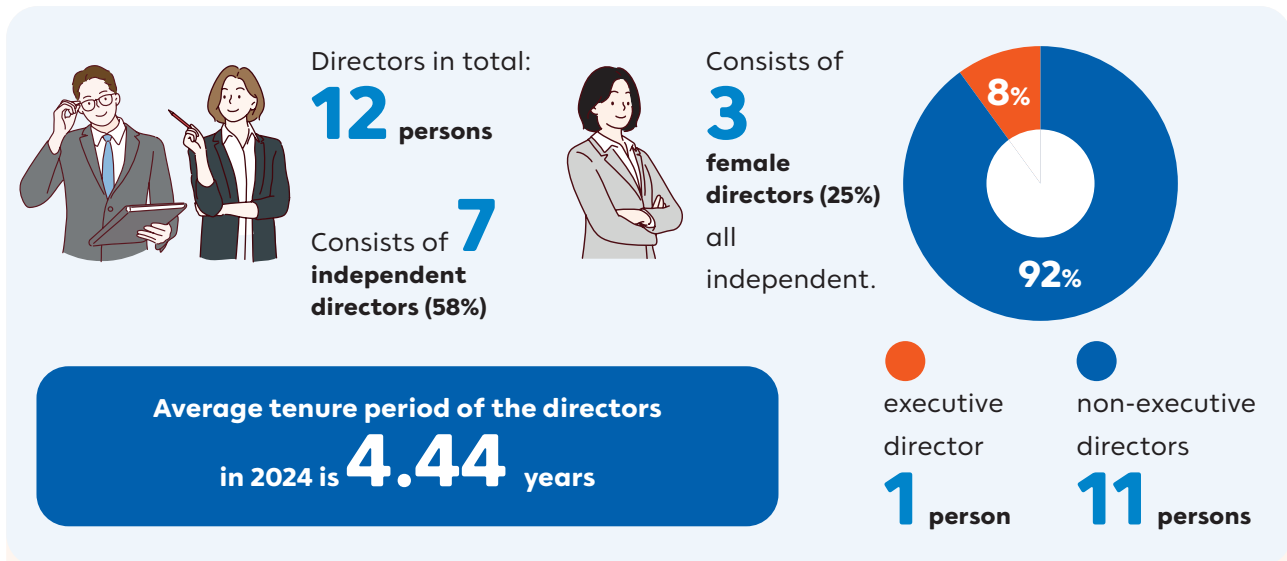 Directors in total:
12 persons
Consists of 7
independent
directors (58%)
Consists of
3
female
directors (25%)
all
independent.
8%
92%
Average tenure period of the directors
in 2024 is 4.44 years
executive
director
1 person
non-executive
directors
11 persons